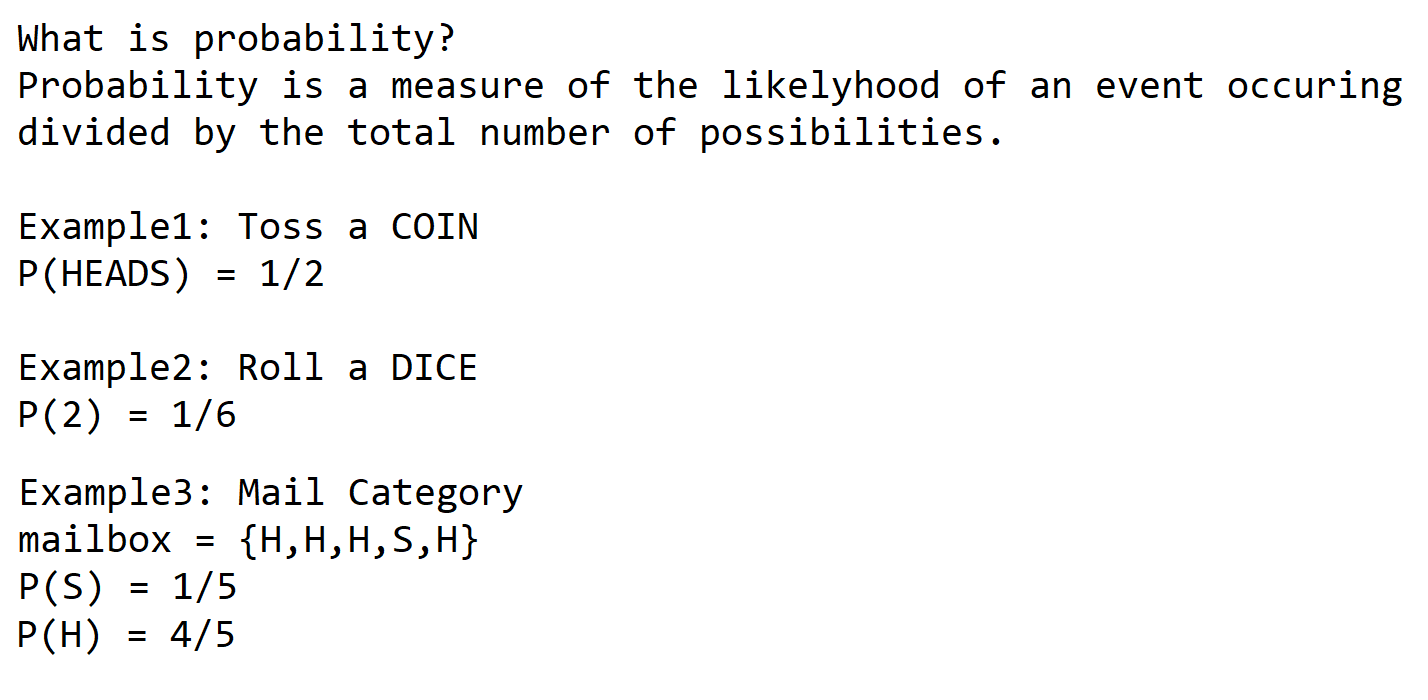 What is probability?
Probability is a measure of the likelyhood of an event occuring
divided by the total number of possibilities.
Example1: Toss a COIN
P(HEADS) = 1/2
Example2: Roll a DICE
P(2) = 1/6
Example3: Mail Category
mailbox = {H,H,H,S,H}
P(S) = 1/5
P(H) = 4/5